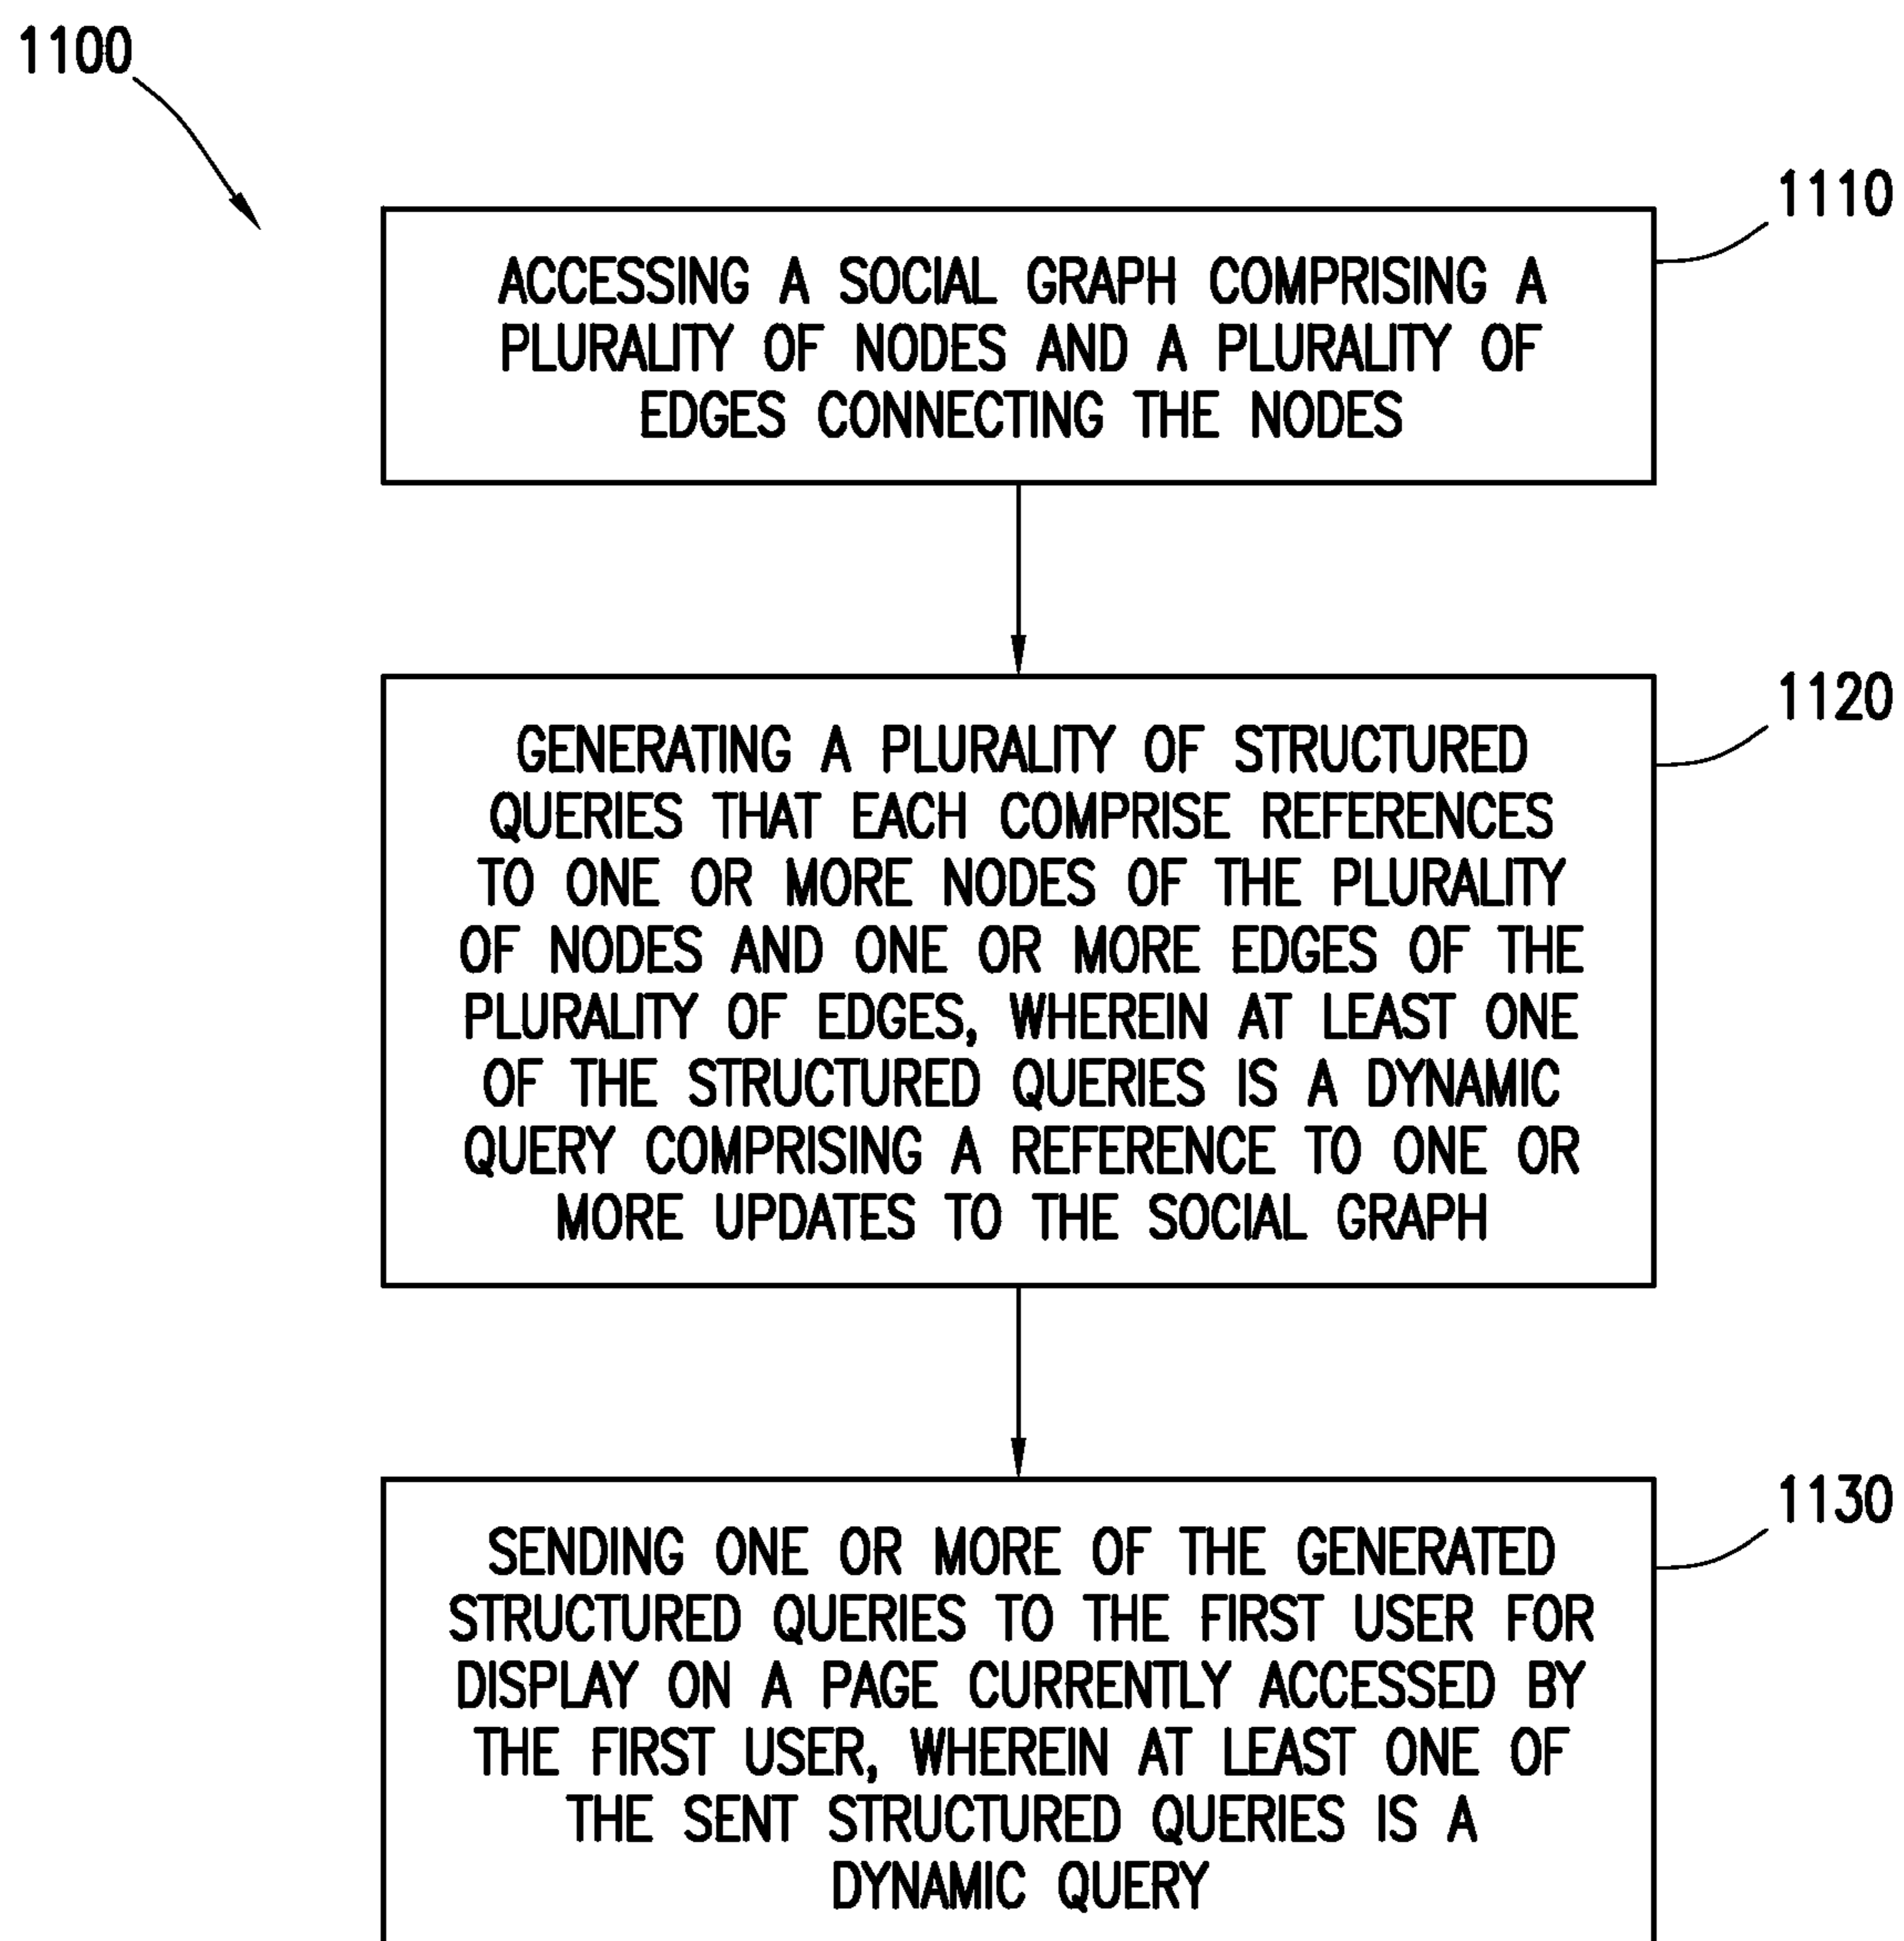 1100
1110
ACCESSING A SOCIAL GRAPH COMPRISING A
PLURALITY OF NODES AND A PLURALITY OF
EDGES CONNECTING THE NODES
1120
GENERATING A PLURALITY OF STRUCTURED
QUERIES THAT EACH COMPRISE REFERENCES
TO ONE OR MORE NODES OF THE PLURALITY
OF NODES AND ONE OR MORE EDGES OF THE
PLURALITY OF EDGES, WHEREIN AT LEAST ONE
OF THE STRUCTURED QUERIES IS A DYNAMIC
QUERY COMPRISING A REFERENCE TO ONE OR
MORE UPDATES TO THE SOCIAL GRAPH
1130
SENDING ONE OR MORE OF THE GENERATED
STRUCTURED QUERIES TO THE FIRST USER FOR
DISPLAY ON A PAGE CURRENTLY ACCESSED BY
THE FIRST USER, WHEREIN AT LEAST ONE OF
THE SENT STRUCTURED QUERIES IS A
DYNAMIC QUERY